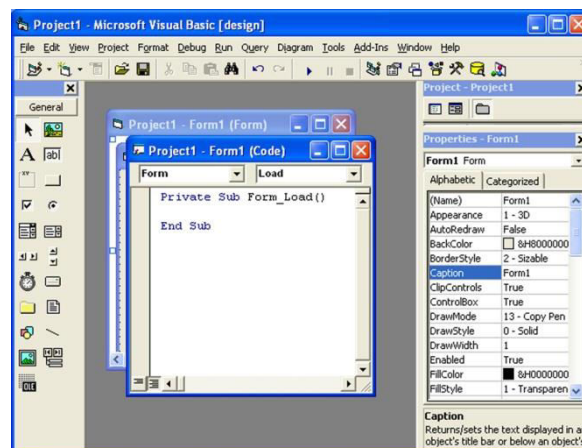 Project1 - Microsoft Visual Basic [design]
File Edit View Project Format Debug Run Query Diagram Tools Add-Ins Window Help
General
A
ab|
xy
OLE
Project1 - Form1 (Form)
Project1 - Form1 (Code)
Form
Load
Private Sub Form_Load()
End Sub
Project - Project1
Properties - Form1
Form1 Form
Alphabetic Categorized
(Name) Form1
Appearance 1 - 3D
AutoRedraw False
BackColor &H8000000
BorderStyle 2 - Sizable
Caption Form1
ClipControls True
ControlBox True
DrawMode 13 - Copy Pen
DrawStyle 0 - Solid
DrawWidth 1
Enabled True
FillColor &H0000000
FillStyle 1 - Transparen
Caption
Returns/sets the text displayed in a
object's title bar or below an object's